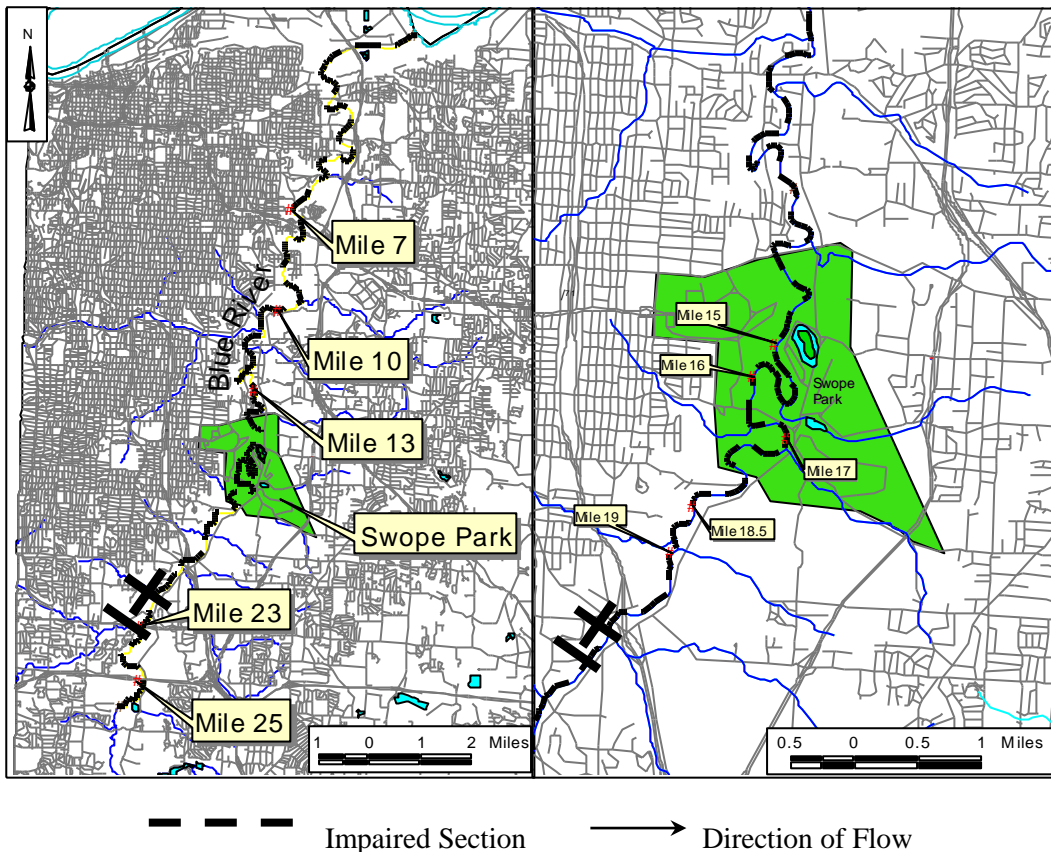 N
Blue River
Mile 7
Mile 10
Mile 13
Swope Park
Mile 23
Mile 25
1 0 1 2 Miles
Mile 15
Mile 16
Swope
Park
Mile 17
Mile 18.5
Mile 19
0.5 0 0.5 1 Miles
Impaired Section
Direction of Flow